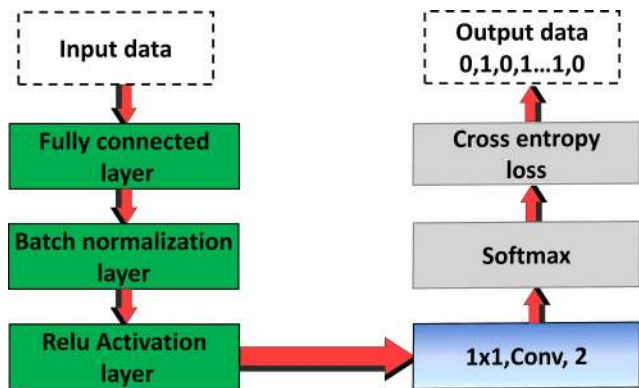 Input data
Fully connected
layer
Batch normalization
layer
Relu Activation
layer
1x1,Conv, 2
Softmax
Cross entropy
loss
Output data
0,1,0,1...1,0